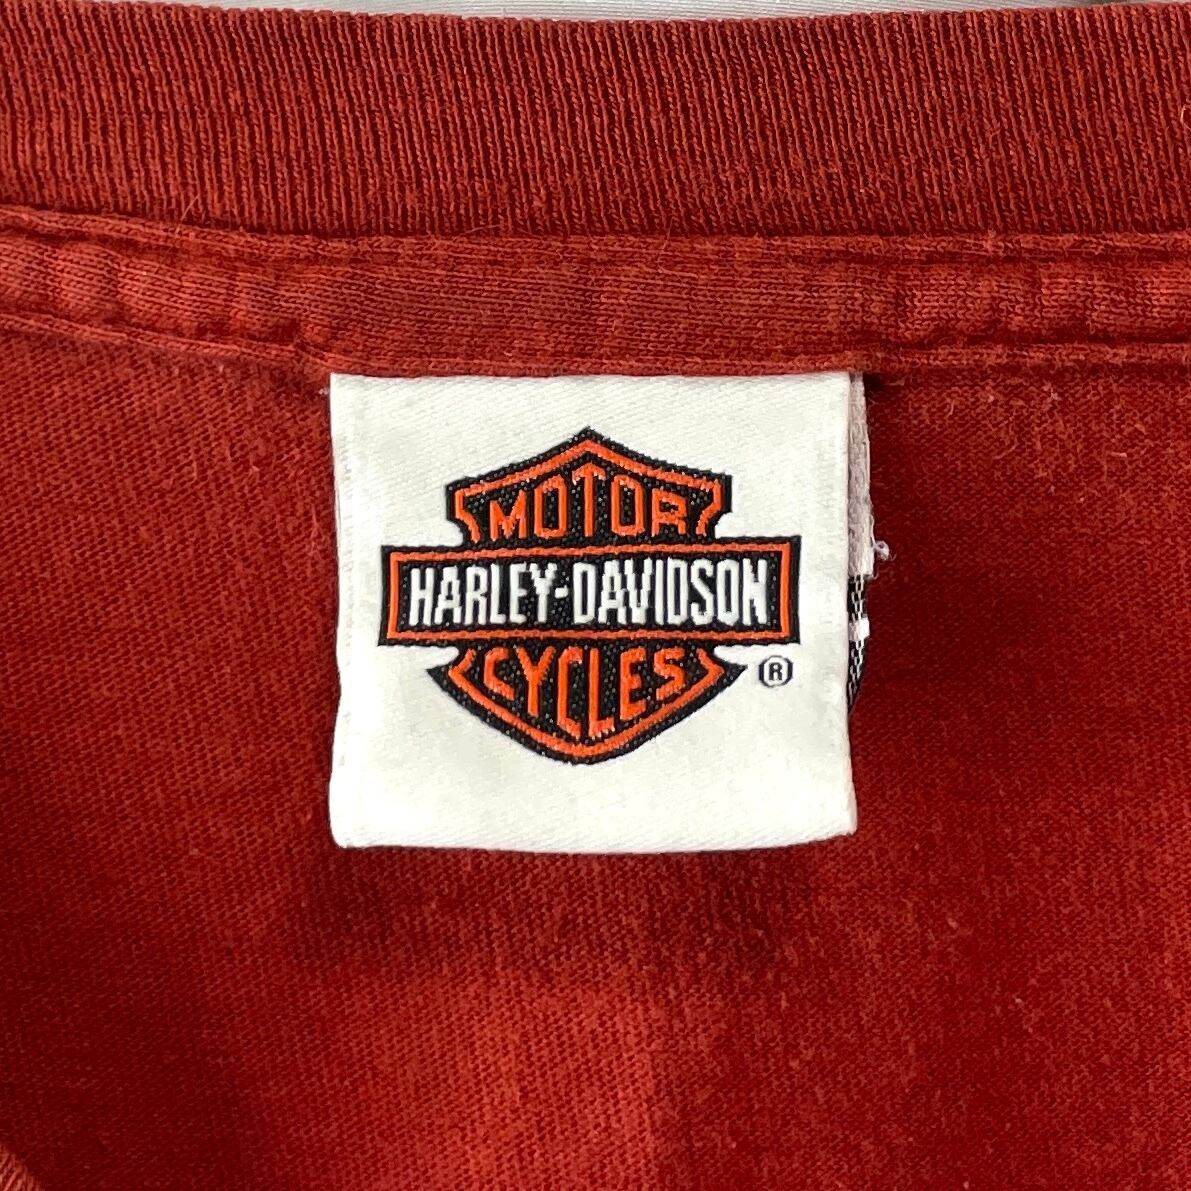 MOTOR
HARLEY-DAVIDSON
CYCLES
®